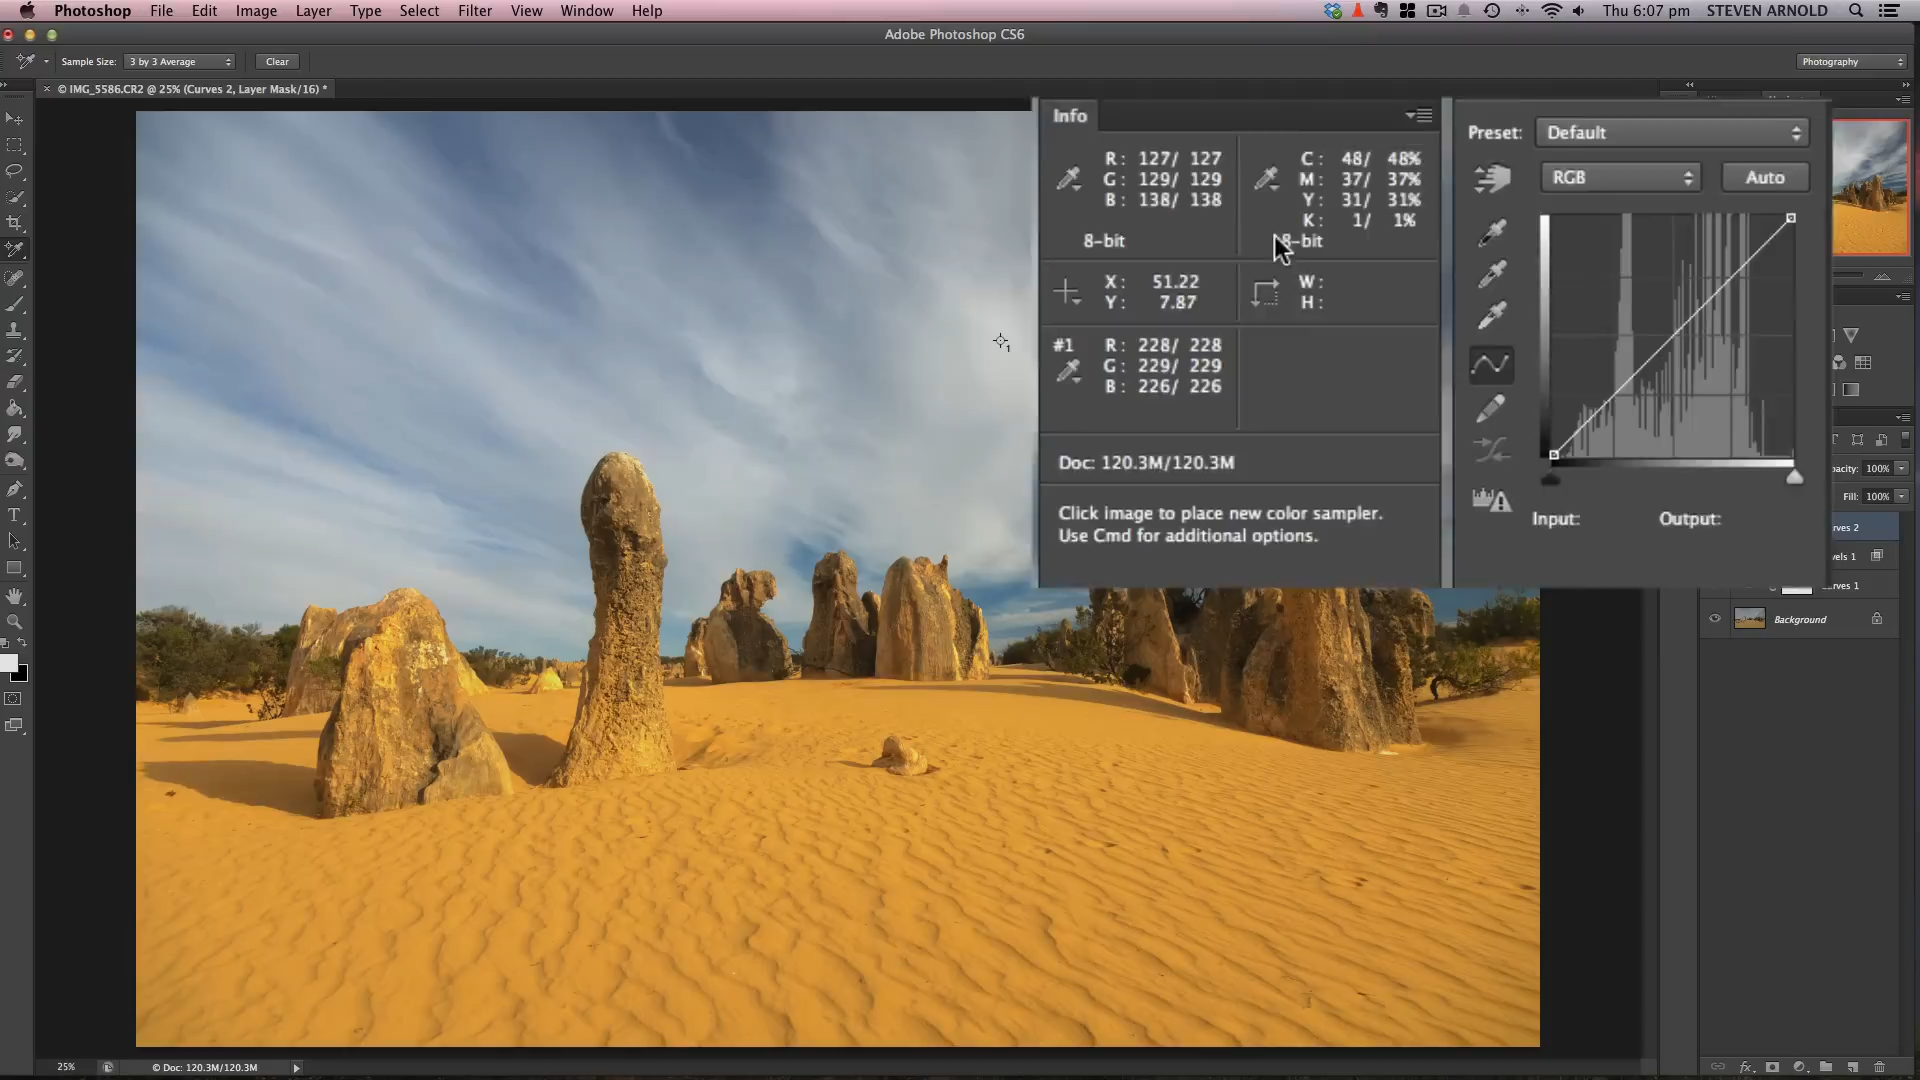 Photoshop File Edit Image Layer Type Select Filter View Window Help Thu 6:07 pm STEVEN ARNOLD
Adobe Photoshop CS6
Sample Size: 3 by 3 Average Clear Photography
× © IMG_5586.CR2 @ 25% (Curves 2, Layer Mask/16) *
Info
R: 127/ 127
G: 129/ 129
B: 138/ 138
8-bit
C: 48/ 48%
M: 37/ 37%
Y: 31/ 31%
K: 1/ 1%
8-bit
X: 51.22
Y: 7.87
W:
H:
#1 R: 228/ 228
G: 229/ 229
B: 226/ 226
Doc: 120.3M/120.3M
Click image to place new color sampler.
Use Cmd for additional options.
Preset: Default
RGB Auto
Input: Output:
1
pacity: 100%
Fill: 100%
rves 2
vels 1
urves 1
Background
25% © Doc: 120.3M/120.3M